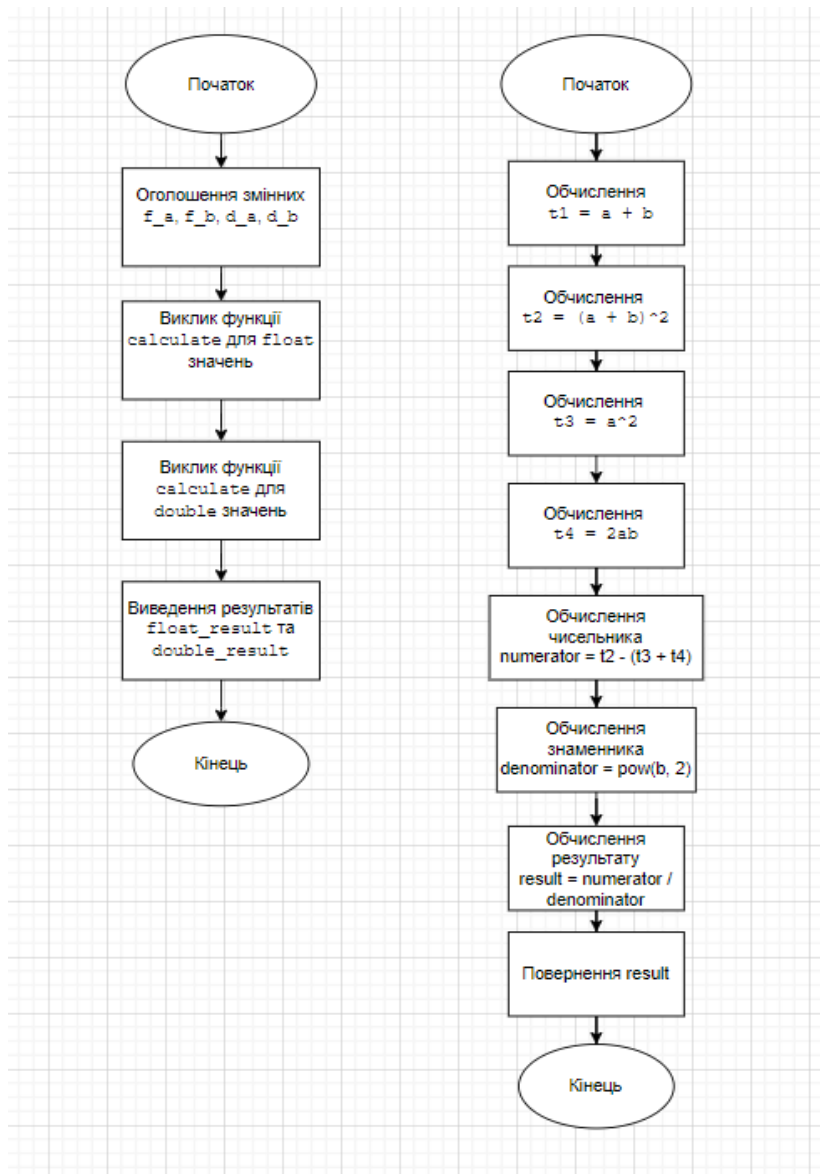 Початок
Оголошення змінних
f_a, f_b, d_a, d_b
Виклик функції
calculate для float
значень
Виклик функції
calculate для
double значень
Виведення результатів
float_result та
double_result
Кінець
Початок
Обчислення
t1 = a + b
Обчислення
t2 = (a + b)^2
Обчислення
t3 = a^2
Обчислення
t4 = 2ab
Обчислення
чисельника
numerator = t2 - (t3 + t4)
Обчислення
знаменника
denominator = pow(b, 2)
Обчислення
результату
result = numerator /
denominator
Повернення result
Кінець